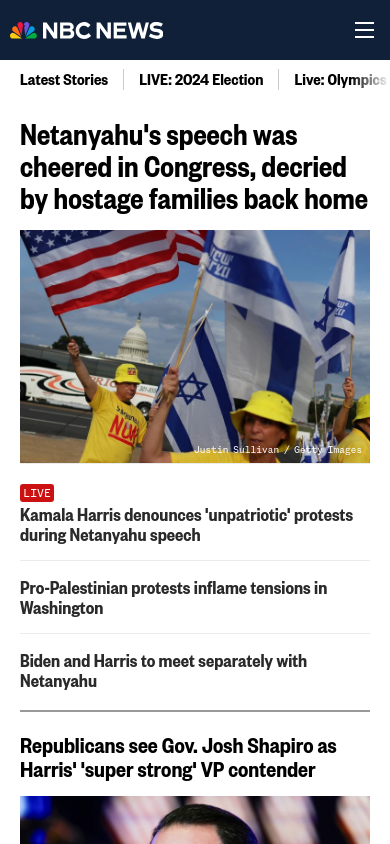 NBC NEWS
Latest Stories
LIVE: 2024 Election
Live: Olympics
Netanyahu's speech was
cheered in Congress, decried
by hostage families back home
Justin Sullivan / Getty Images
LIVE
Kamala Harris denounces 'unpatriotic' protests
during Netanyahu speech
Pro-Palestinian protests inflame tensions in
Washington
Biden and Harris to meet separately with
Netanyahu
Republicans see Gov. Josh Shapiro as
Harris' 'super strong' VP contender